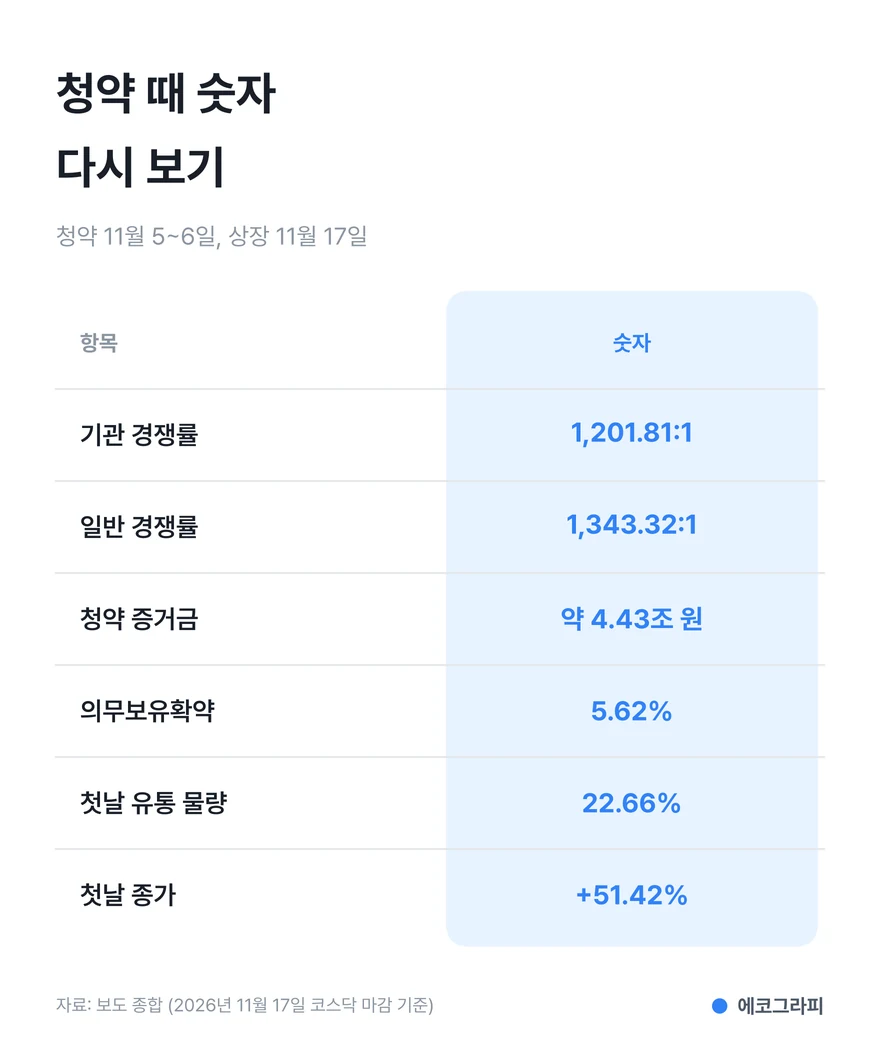 청약 때 숫자
다시 보기
청약 11월 5~6일, 상장 11월 17일
항목 숫자
기관 경쟁률 1,201.81:1
일반 경쟁률 1,343.32:1
청약 증거금 약 4.43조 원
의무보유확약 5.62%
첫날 유통 물량 22.66%
첫날 종가 +51.42%
자료: 보도 종합 (2026년 11월 17일 코스닥 마감 기준) 에코그라피